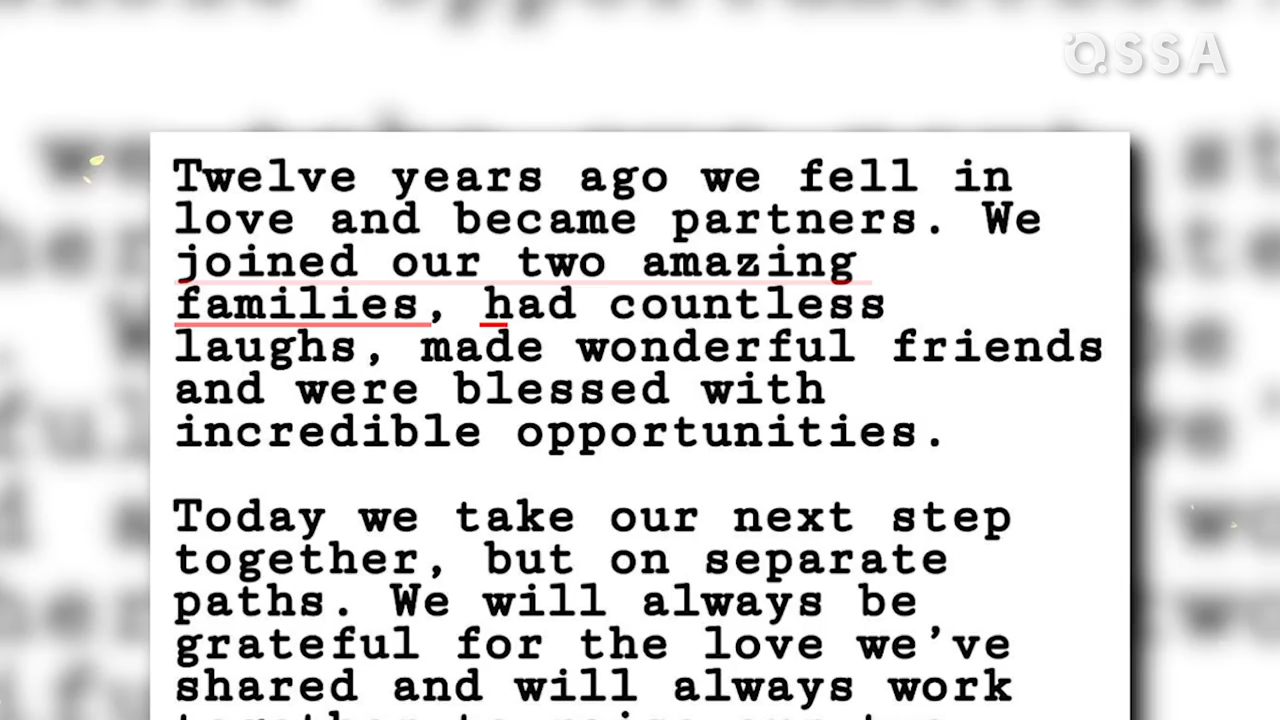 QSSA
Twelve years ago we fell in
love and became partners. We
joined our two amazing
families, had countless
laughs, made wonderful friends
and were blessed with
incredible opportunities.
Today we take our next step
together, but on separate
paths. We will always be
grateful for the love we've
shared and will always work